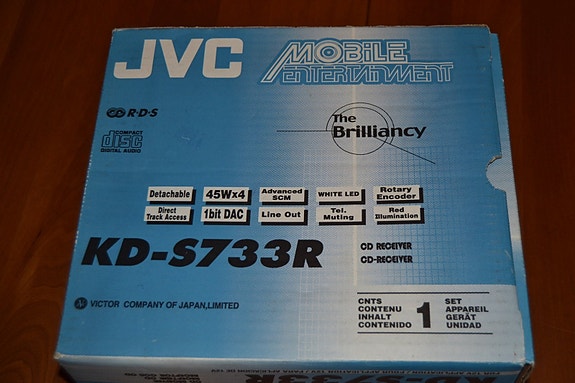 JVC
MOBiLE
ENTERTAINMENT
R·D·S
COMPACT
disc
DIGITAL AUDIO
The
Brilliancy
Detachable
45Wx4
Advanced
SCM
WHITE LED
Rotary
Encoder
Direct
Track Access
1bit DAC
Line Out
Tel.
Muting
Red
Illumination
KD-S733R
CD RECEIVER
CD-RECEIVER
VICTOR COMPANY OF JAPAN,LIMITED
CNTS
CONTENU
INHALT
CONTENIDO
1
SET
APPAREIL
GERÄT
UNIDAD
KD-S733R